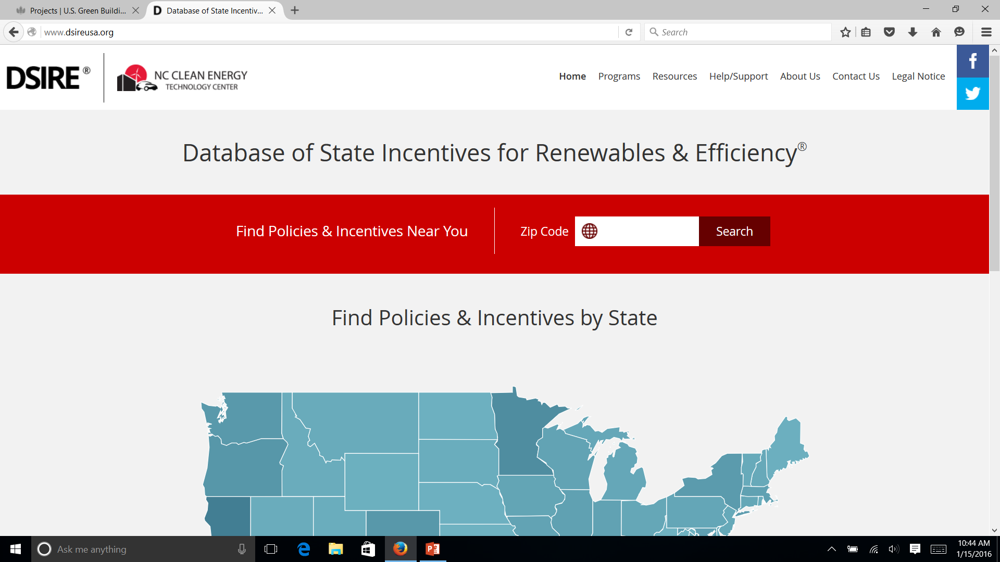 Projects | U.S. Green Buildi...
Database of State Incentiv...
www.dsireusa.org
Search
DSIRE ®
NC CLEAN ENERGY
TECHNOLOGY CENTER
Home Programs Resources Help/Support About Us Contact Us Legal Notice
Database of State Incentives for Renewables & Efficiency®
Find Policies & Incentives Near You
Zip Code
Search
Find Policies & Incentives by State
Ask me anything
10:44 AM
1/15/2016